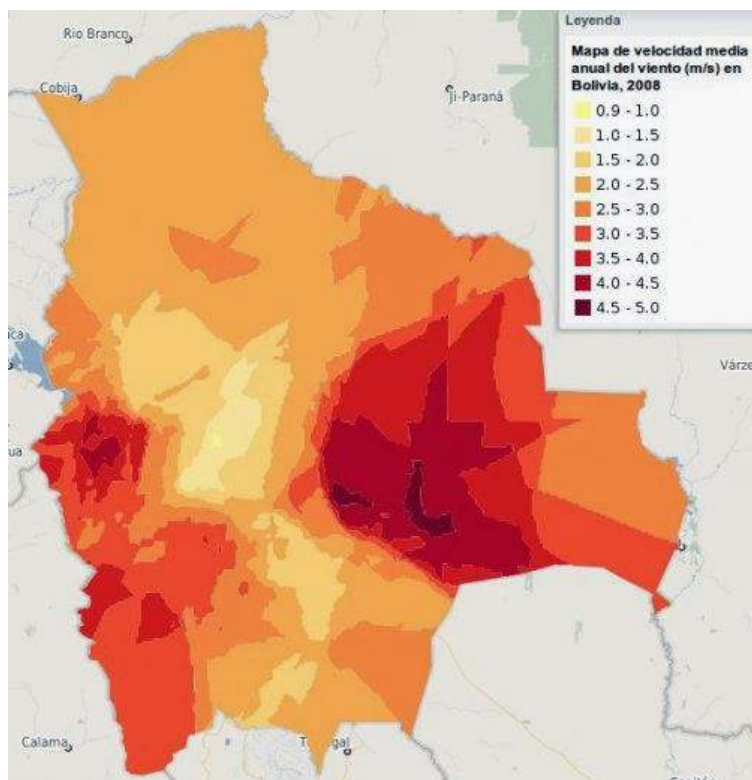 Leyenda
Mapa de velocidad media
anual del viento (m/s) en
Bolivia, 2008
0.9 - 1.0
1.0 - 1.5
1.5 - 2.0
2.0 - 2.5
2.5 - 3.0
3.0 - 3.5
3.5 - 4.0
4.0 - 4.5
4.5 - 5.0
Rio Branco
Cobija
Ji-Paraná
ica
Várze
ua
Calama